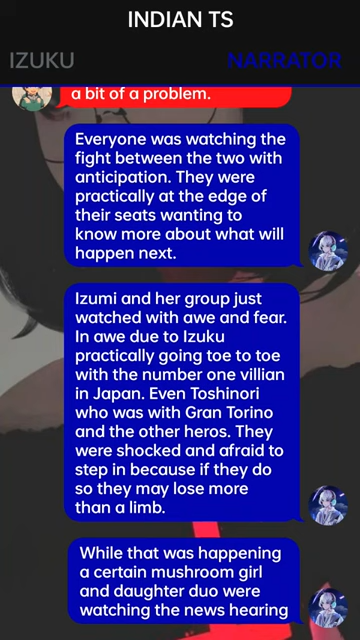 INDIAN TS
IZUKU
NARRATOR
a bit of a problem.
Everyone was watching the
fight between the two with
anticipation. They were
practically at the edge of
their seats wanting to
know more about what will
happen next.
Izumi and her group just
watched with awe and fear.
In awe due to Izuku
practically going toe to toe
with the number one villian
in Japan. Even Toshinori
who was with Gran Torino
and the other heros. They
were shocked and afraid to
step in because if they do
so they may lose more
than a limb.
While that was happening
a certain mushroom girl
and daughter duo were
watching the news hearing